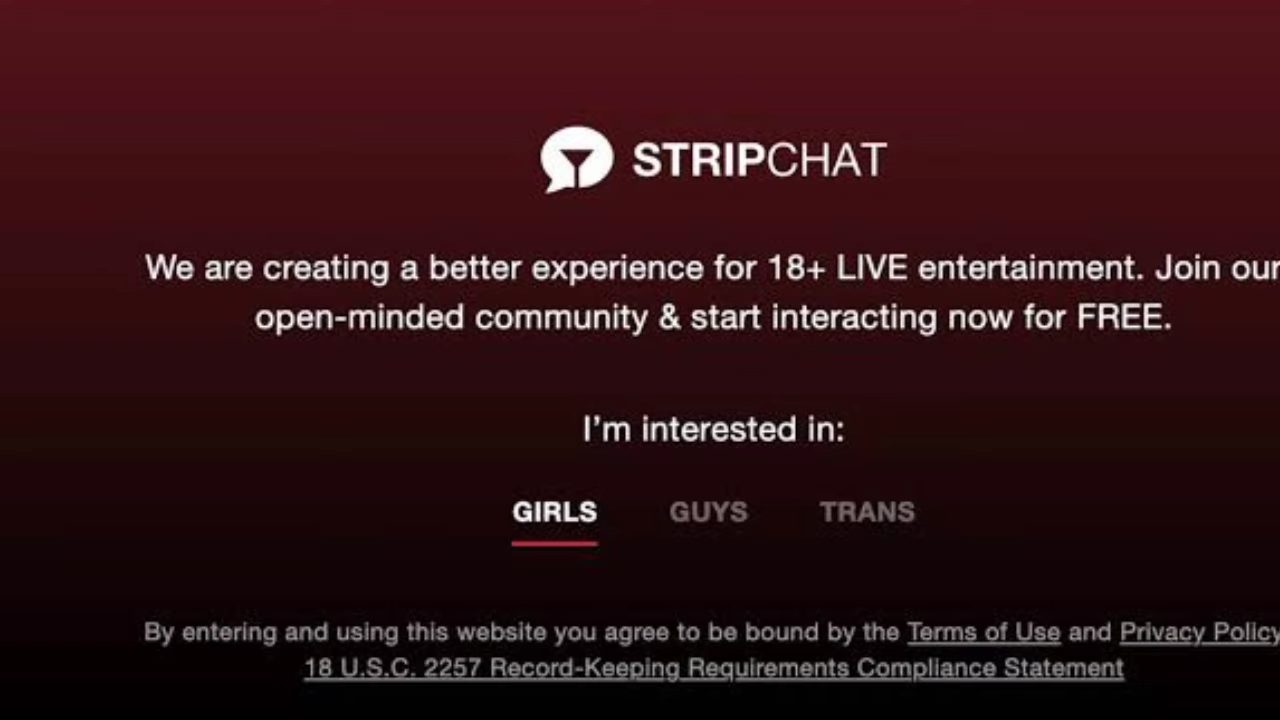 STRIPCHAT
We are creating a better experience for 18+ LIVE entertainment. Join our
open-minded community & start interacting now for FREE.
I'm interested in:
GIRLS GUYS TRANS
By entering and using this website you agree to be bound by the Terms of Use and Privacy Policy
18 U.S.C. 2257 Record-Keeping Requirements Compliance Statement